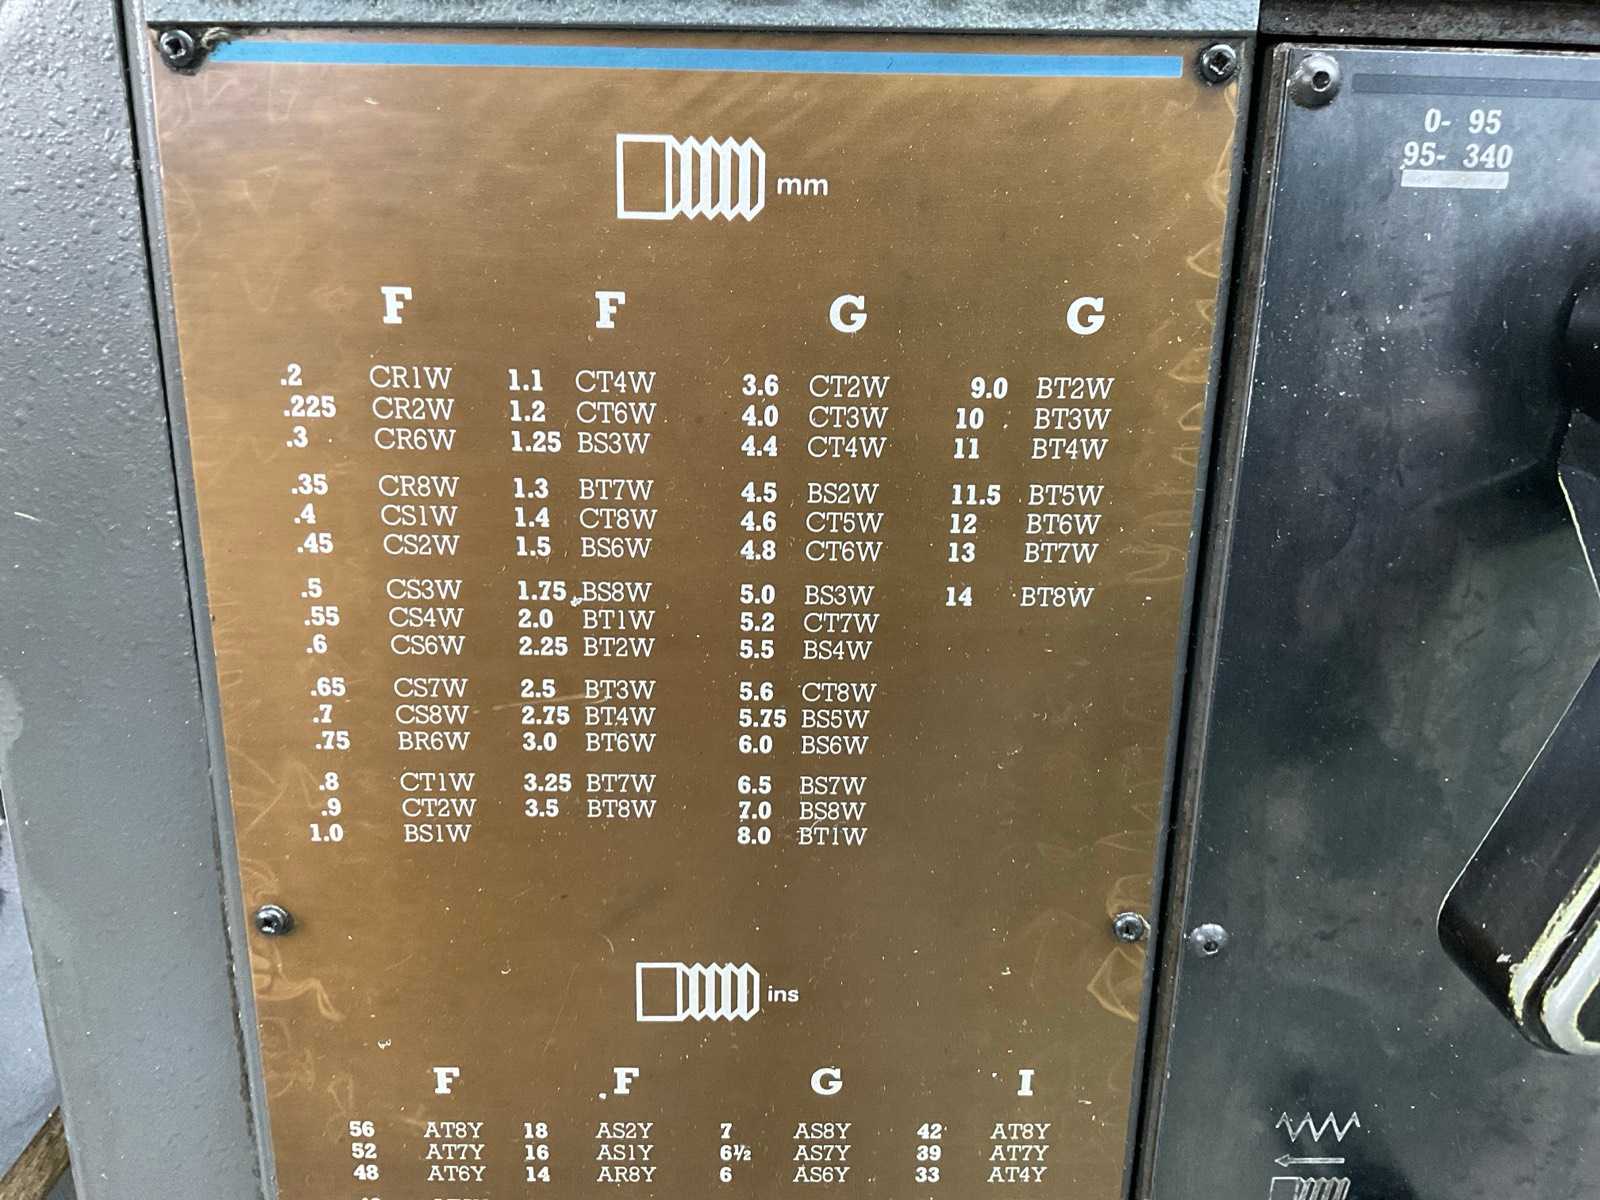 mm
F F G G
.2 CR1W 1.1 CT4W 3.6 CT2W 9.0 BT2W
.225 CR2W 1.2 CT6W 4.0 CT3W 10 BT3W
.3 CR6W 1.25 BS3W 4.4 CT4W 11 BT4W
.35 CR8W 1.3 BT7W 4.5 BS2W 11.5 BT5W
.4 CS1W 1.4 CT8W 4.6 CT5W 12 BT6W
.45 CS2W 1.5 BS6W 4.8 CT6W 13 BT7W
.5 CS3W 1.75 BS8W 5.0 BS3W 14 BT8W
.55 CS4W 2.0 BT1W 5.2 CT7W
.6 CS6W 2.25 BT2W 5.5 BS4W
.65 CS7W 2.5 BT3W 5.6 CT8W
.7 CS8W 2.75 BT4W 5.75 BS5W
.75 BR6W 3.0 BT6W 6.0 BS6W
.8 CT1W 3.25 BT7W 6.5 BS7W
.9 CT2W 3.5 BT8W 7.0 BS8W
1.0 BS1W 8.0 BT1W
ins
F F G I
56 AT8Y 18 AS2Y 7 AS8Y 42 AT8Y
52 AT7Y 16 AS1Y 6½ AS7Y 39 AT7Y
48 AT6Y 14 AR8Y 6 AS6Y 33 AT4Y
0- 95
95- 340